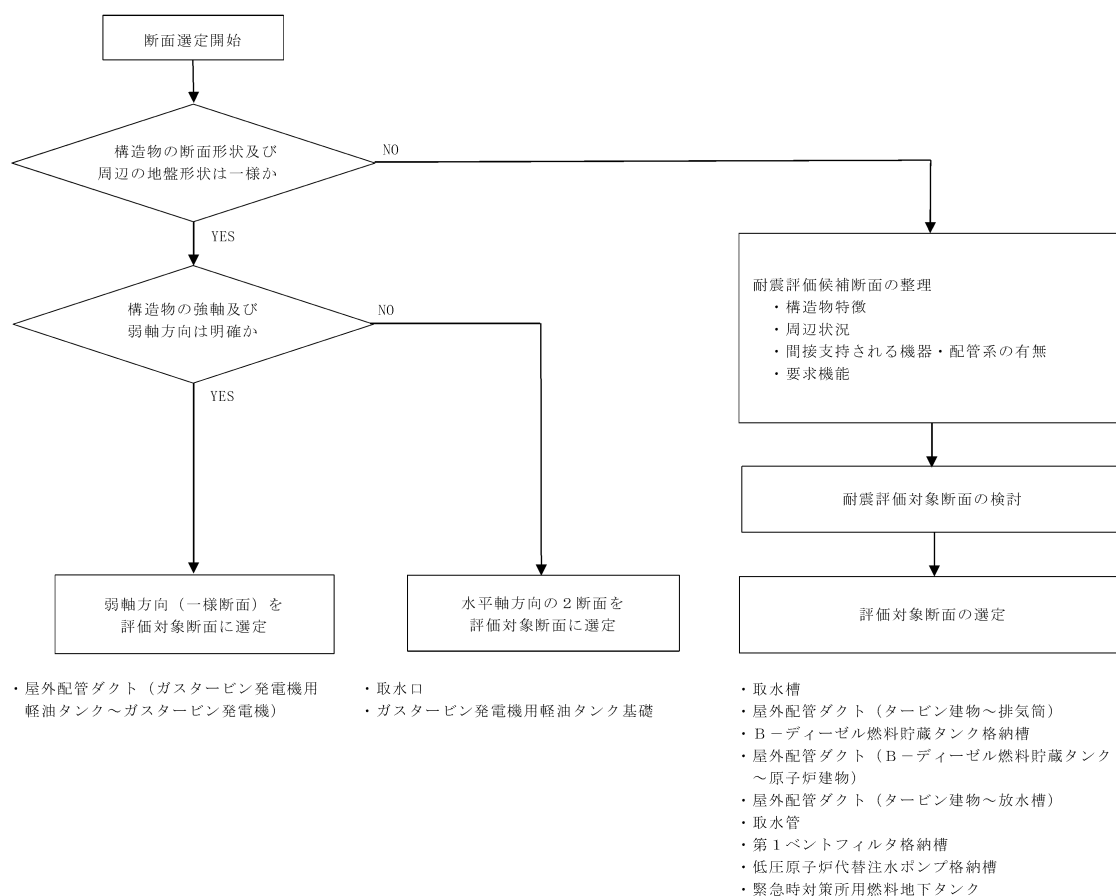 断面選定開始
構造物の断面形状及び
周辺の地盤形状は一様か
NO
YES
構造物の強軸及び
弱軸方向は明確か
NO
YES
耐震評価候補断面の整理
・構造物特徴
・周辺状況
・間接支持される機器・配管系の有無
・要求機能
耐震評価対象断面の検討
弱軸方向（一様断面）を
評価対象断面に選定
水平軸方向の２断面を
評価対象断面に選定
評価対象断面の選定
・屋外配管ダクト（ガスタービン発電機用
軽油タンク～ガスタービン発電機）
・取水口
・ガスタービン発電機用軽油タンク基礎
・取水槽
・屋外配管ダクト（タービン建物～排気筒）
・Ｂ－ディーゼル燃料貯蔵タンク格納槽
・屋外配管ダクト（Ｂ－ディーゼル燃料貯蔵タンク
～原子炉建物）
・屋外配管ダクト（タービン建物～放水槽）
・取水管
・第１ベントフィルタ格納槽
・低圧原子炉代替注水ポンプ格納槽
・緊急時対策所用燃料地下タンク